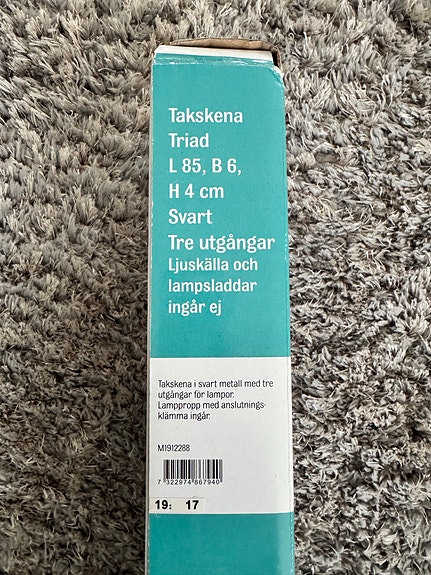 Takskena
Triad
L 85, B 6,
H 4 cm
Svart
Tre utgångar
Ljuskälla och
lampsladdar
ingår ej
Takskena i svart metall med tre
utgångar för lampor.
Lamppropp med anslutnings-
klämma ingår.
M1912288
7 322974 867940
19: 17